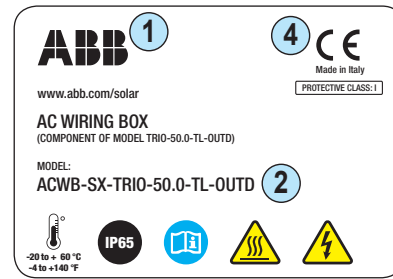 ABB 1 4 CE
Made in Italy
www.abb.com/solar PROTECTIVE CLASS: I
AC WIRING BOX
(COMPONENT OF MODEL TRIO-50.0-TL-OUTD)
MODEL:
ACWB-SX-TRIO-50.0-TL-OUTD 2
IP65
-20 to + 60 °C
-4 to +140 °F